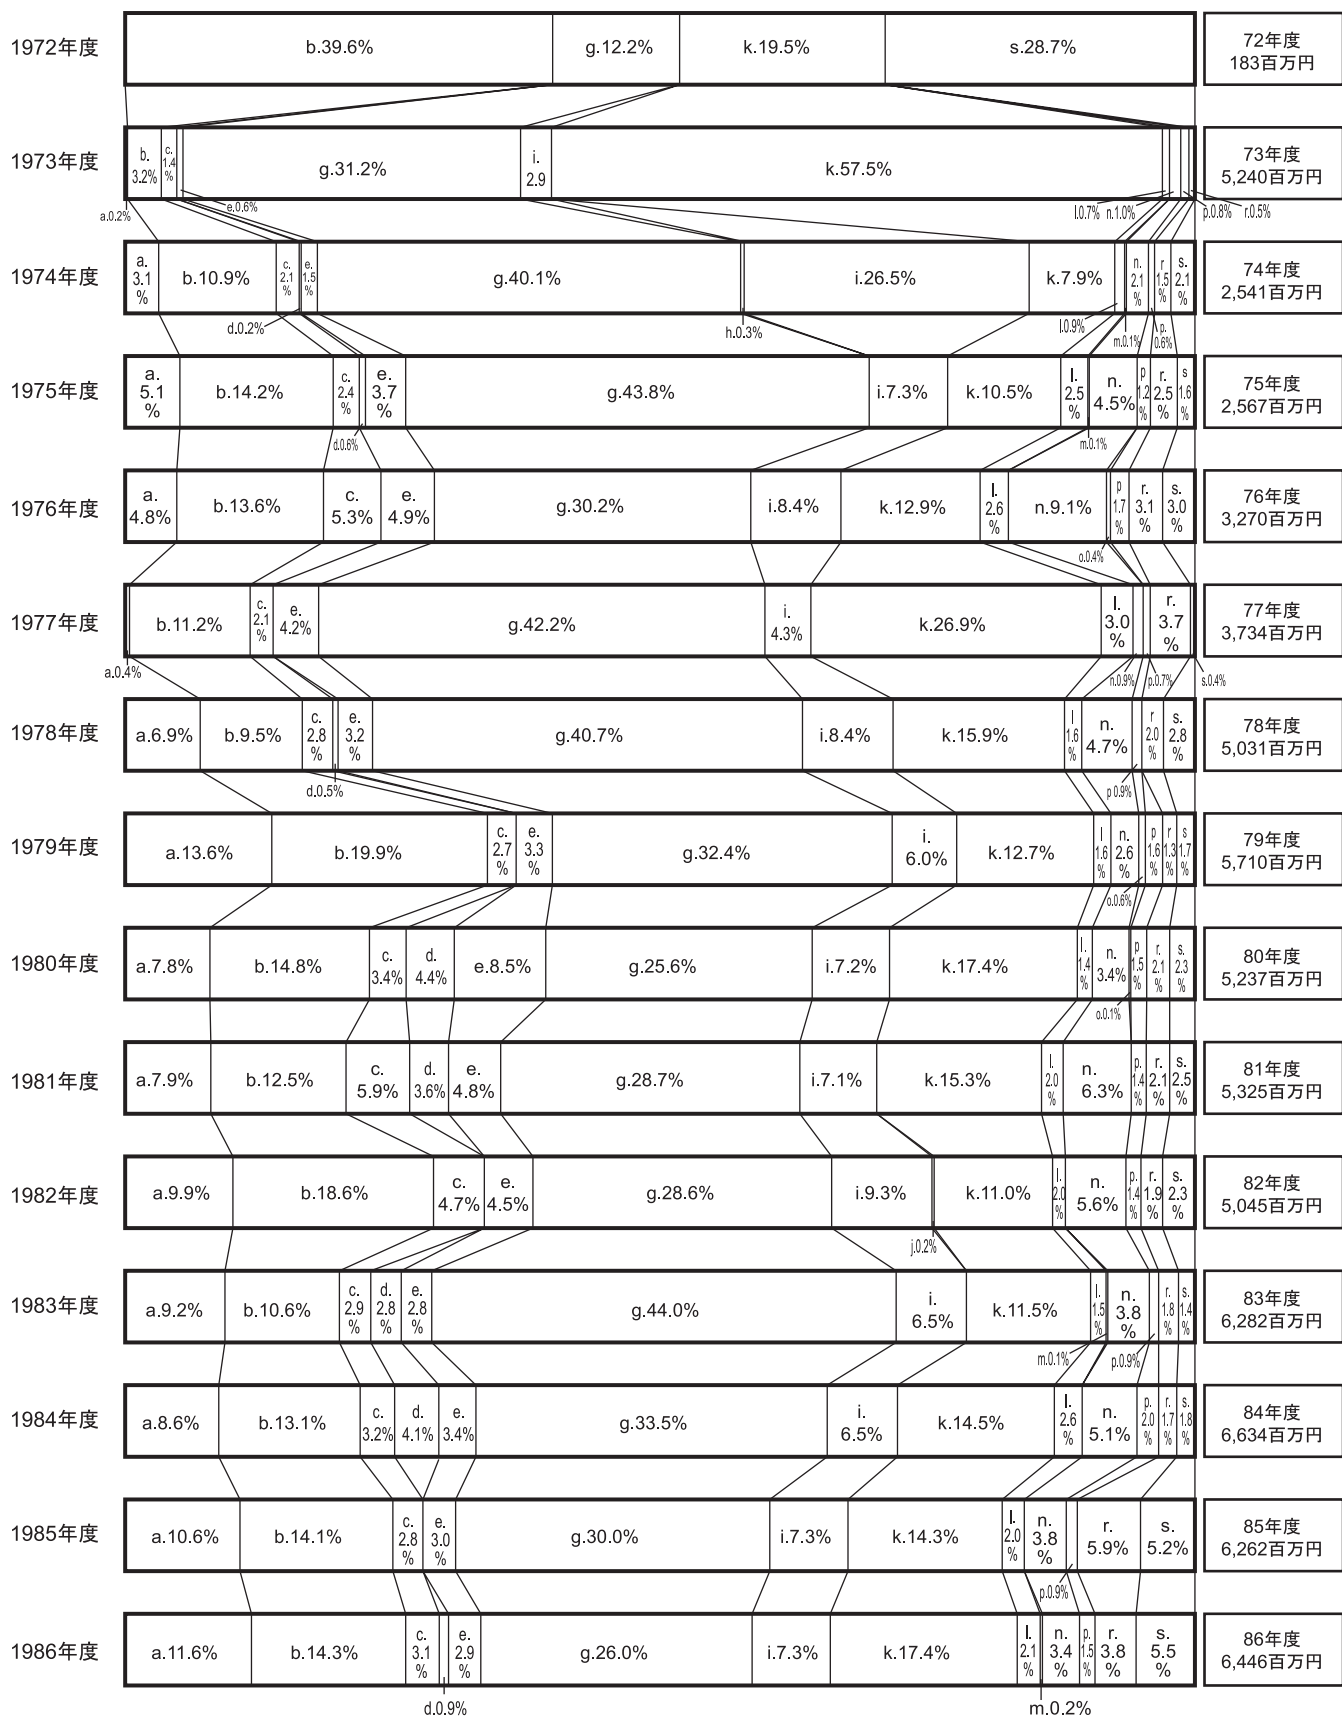 1972年度 b.39.6% g.12.2% k.19.5% s.28.7% 72年度
183百万円
1973年度 b.
3.2% c.
1.4
% g.31.2% i.
2.9 k.57.5% 73年度
5,240百万円
a.0.2% e.0.6% l.0.7% n.1.0% p.0.8% r.0.5%
1974年度 a.
3.1
% b.10.9% c.
2.1
% e.
1.5
% g.40.1% i.26.5% k.7.9% n.
2.1
% r
1.5
% s.
2.1
% 74年度
2,541百万円
d.0.2% h.0.3% l.0.9% m.0.1% p.
0.6%
1975年度 a.
5.1
% b.14.2% c.
2.4
% e.
3.7
% g.43.8% i.7.3% k.10.5% l.
2.5
% n.
4.5% p
1.2
% r.
2.5
% s
1.6
% 75年度
2,567百万円
d.0.6% m.0.1%
1976年度 a.
4.8% b.13.6% c.
5.3% e.
4.9% g.30.2% i.8.4% k.12.9% l.
2.6
% n.9.1% p
1.7
% r.
3.1
% s.
3.0
% 76年度
3,270百万円
o.0.4%
1977年度 b.11.2% c.
2.1
% e.
4.2% g.42.2% i.
4.3% k.26.9% l.
3.0
% r.
3.7
% 77年度
3,734百万円
a.0.4% n.0.9% p.0.7% s.0.4%
1978年度 a.6.9% b.9.5% c.
2.8
% e.
3.2
% g.40.7% i.8.4% k.15.9% l
1.6
% n.
4.7% r
2.0
% s.
2.8
% 78年度
5,031百万円
d.0.5% p.0.9%
1979年度 a.13.6% b.19.9% c.
2.7
% e.
3.3
% g.32.4% i.
6.0% k.12.7% l
1.6
% n.
2.6
% p
1.6
% r
1.3
% s
1.7
% 79年度
5,710百万円
o.0.6%
1980年度 a.7.8% b.14.8% c.
3.4% d.
4.4% e.8.5% g.25.6% i.7.2% k.17.4% l.
1.4
% n.
3.4% p
1.5
% r.
2.1
% s.
2.3
% 80年度
5,237百万円
o.0.1%
1981年度 a.7.9% b.12.5% c.
5.9% d.
3.6% e.
4.8% g.28.7% i.7.1% k.15.3% l.
2.0
% n.
6.3% p.
1.4
% r.
2.1
% s.
2.5
% 81年度
5,325百万円
1982年度 a.9.9% b.18.6% c.
4.7% e.
4.5% g.28.6% i.9.3% k.11.0% l.
2.0
% n.
5.6% p.
1.4
% r.
1.9
% s.
2.3
% 82年度
5,045百万円
j.0.2%
1983年度 a.9.2% b.10.6% c.
2.9
% d.
2.8
% e.
2.8
% g.44.0% i.
6.5% k.11.5% l.
1.5
% n.
3.8
% r.
1.8
% s.
1.4
% 83年度
6,282百万円
m.0.1% p.0.9%
1984年度 a.8.6% b.13.1% c.
3.2% d.
4.1% e.
3.4% g.33.5% i.
6.5% k.14.5% l.
2.6
% n.
5.1% p.
2.0
% r.
1.7
% s.
1.8
% 84年度
6,634百万円
1985年度 a.10.6% b.14.1% c.
2.8
% e.
3.0
% g.30.0% i.7.3% k.14.3% l.
2.0
% n.
3.8
% r.
5.9% s.
5.2% 85年度
6,262百万円
p.0.9%
1986年度 a.11.6% b.14.3% c.
3.1
% e.
2.9
% g.26.0% i.7.3% k.17.4% l.
2.1
% n.
3.4
% p.
1.5
% r.
3.8
% s.
5.5
% 86年度
6,446百万円
d.0.9% m.0.2%